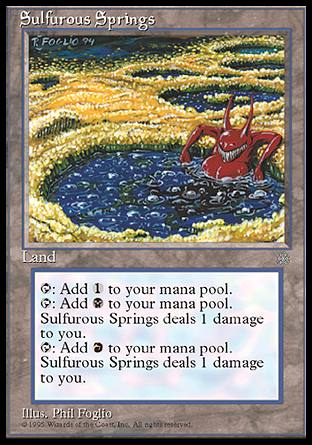 Sulfurous Springs
P. FOGLIO 94
Land
: Add 1 to your mana pool.
: Add to your mana pool.
Sulfurous Springs deals 1 damage
to you.
: Add to your mana pool.
Sulfurous Springs deals 1 damage
to you.
Illus. Phil Foglio
©1995 Wizards of the Coast, Inc. All rights reserved.